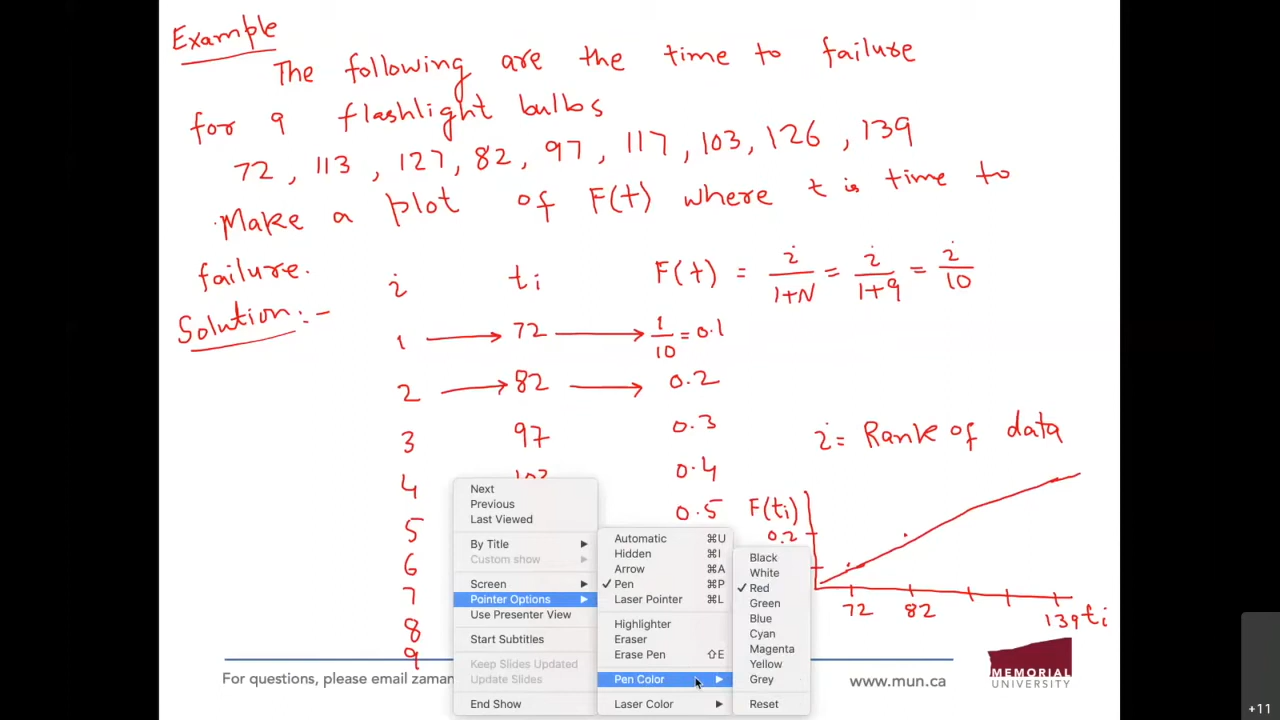 Example
The following are the time to failure
for 9 flashlight bulbs
72, 113, 127, 82, 97, 117, 103, 126, 139
Make a plot of F(t) where t is time to
failure.
Solution:-
i ti F(t) = i/1+N = i/1+9 = i/10
1 → 72 → 1/10 = 0.1
2 → 82 → 0.2
3 97 0.3
i = Rank of data
4 103 0.4
5 0.5
6
7
8
9
F(ti)
0.2
72 82 139 ti
Next
Previous
Last Viewed
By Title
Custom show
Screen
Pointer Options
Use Presenter View
Start Subtitles
Keep Slides Updated
Update Slides
End Show
Automatic ⌘U
Hidden ⌘I
Arrow ⌘A
✓ Pen ⌘P
Laser Pointer ⌘L
Highlighter
Eraser
Erase Pen ⇧E
Pen Color
Laser Color
Black
White
✓ Red
Green
Blue
Cyan
Magenta
Yellow
Grey
Reset
For questions, please email zaman
www.mun.ca
MEMORIAL
UNIVERSITY
+11